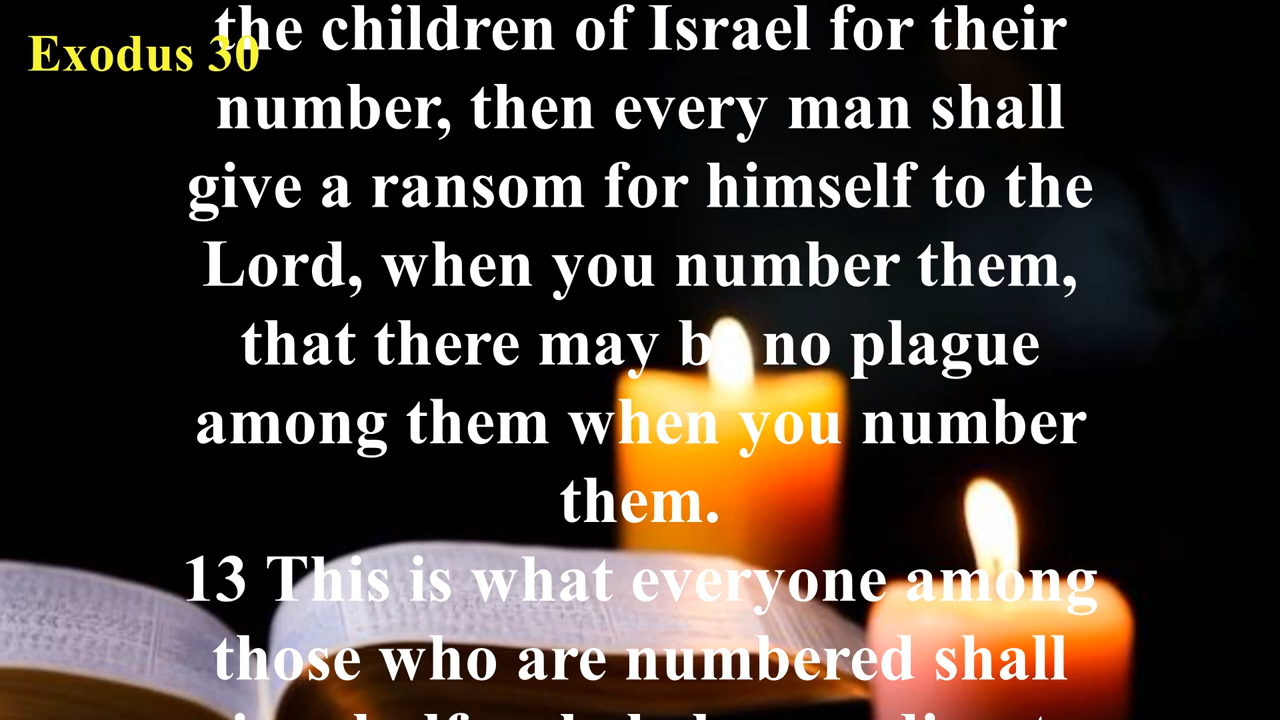 Exodus 30
the children of Israel for their
number, then every man shall
give a ransom for himself to the
Lord, when you number them,
that there may be no plague
among them when you number
them.
13 This is what everyone among
those who are numbered shall